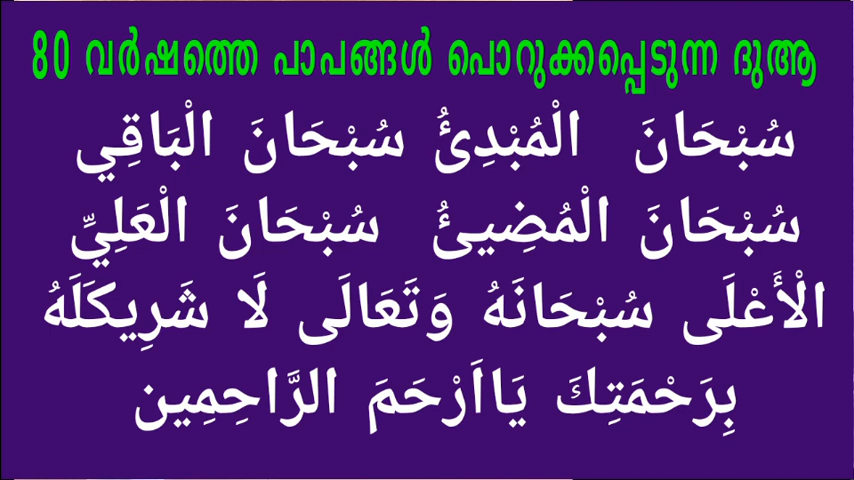 80 വർഷത്തെ പാപങ്ങൾ പൊറുക്കപ്പെടുന്ന ദുആ
سُبْحَانَ الْمُبْدِئُ سُبْحَانَ الْبَاقِي
سُبْحَانَ الْمُضِيئُ سُبْحَانَ الْعَلِيِّ
الْأَعْلَى سُبْحَانَهُ وَتَعَالَى لَا شَرِيكَلَهُ
بِرَحْمَتِكَ يَااَرْحَمَ الرَّاحِمِين